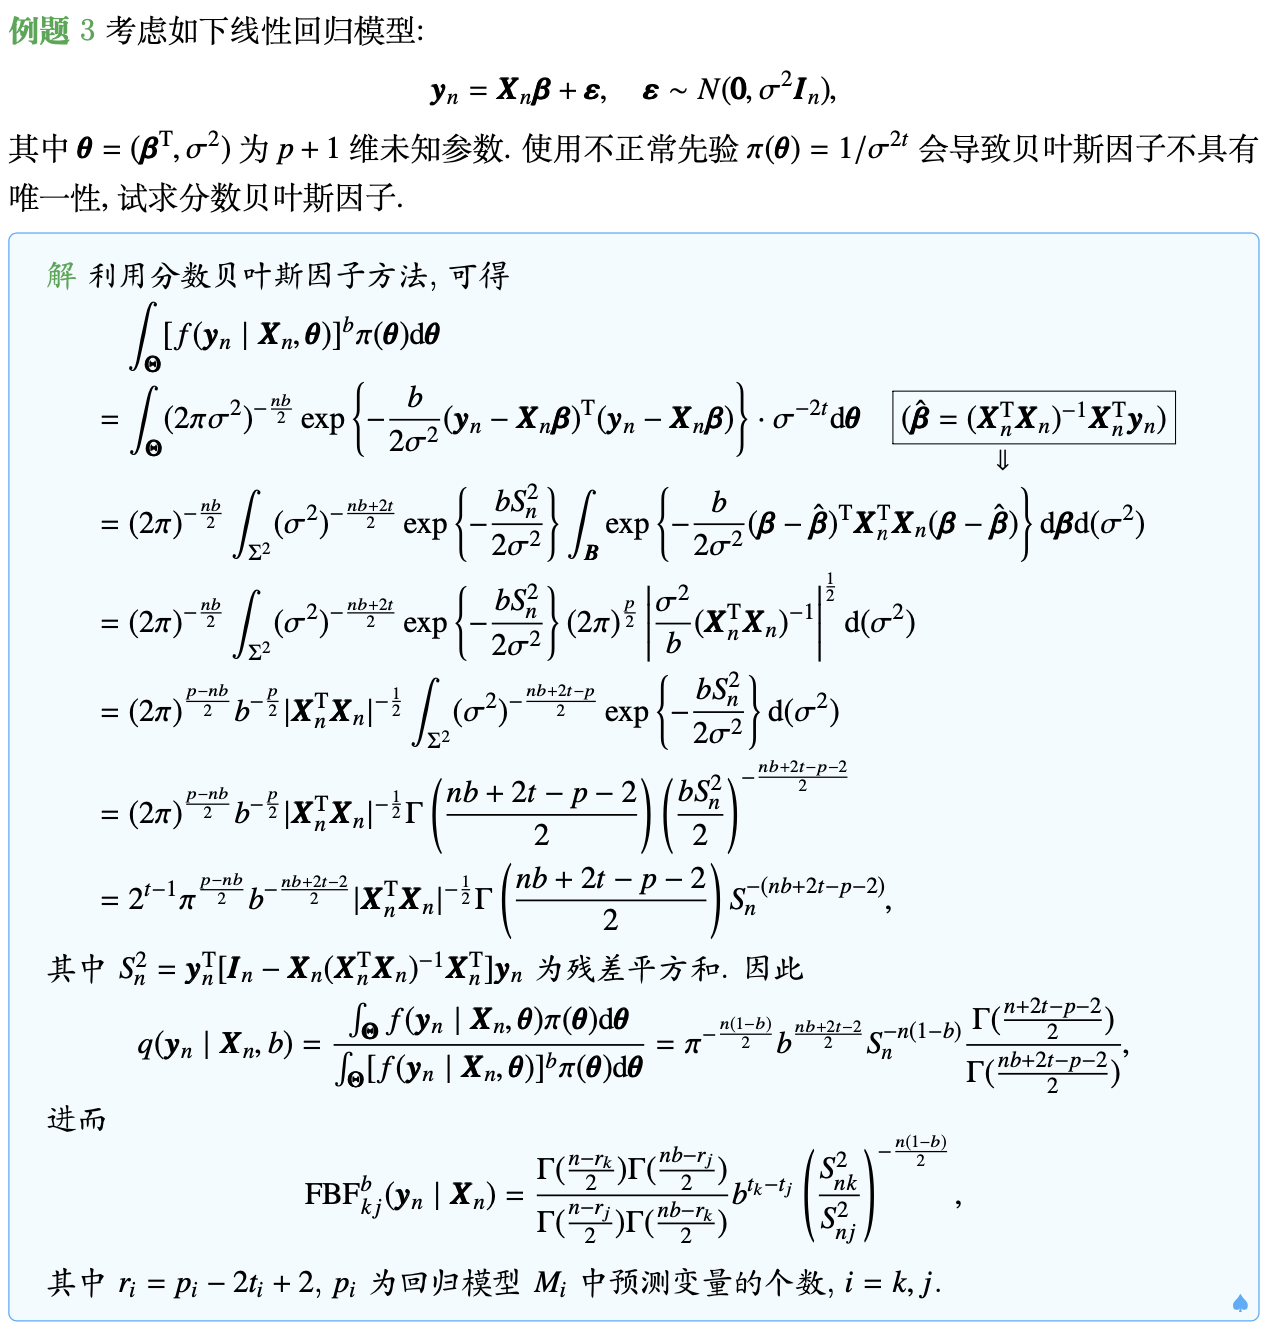 例题 3 考虑如下线性回归模型:
$\boldsymbol{y}_n = \boldsymbol{X}_n\boldsymbol{\beta} + \boldsymbol{\varepsilon}, \quad \boldsymbol{\varepsilon} \sim N(\boldsymbol{0}, \sigma^2 \boldsymbol{I}_n),$
其中 $\boldsymbol{\theta} = (\boldsymbol{\beta}^{\mathrm{T}}, \sigma^2)$ 为 $p + 1$ 维未知参数. 使用不正常先验 $\pi(\boldsymbol{\theta}) = 1/\sigma^{2t}$ 会导致贝叶斯因子不具有
唯一性, 试求分数贝叶斯因子.
解 利用分数贝叶斯因子方法, 可得
$\int_{\boldsymbol{\Theta}} [f(\boldsymbol{y}_n \mid \boldsymbol{X}_n, \boldsymbol{\theta})]^b \pi(\boldsymbol{\theta}) \mathrm{d}\boldsymbol{\theta}$
$= \int_{\boldsymbol{\Theta}} (2\pi\sigma^2)^{-\frac{nb}{2}} \exp\left\{-\frac{b}{2\sigma^2}(\boldsymbol{y}_n - \boldsymbol{X}_n\boldsymbol{\beta})^{\mathrm{T}}(\boldsymbol{y}_n - \boldsymbol{X}_n\boldsymbol{\beta})\right\} \cdot \sigma^{-2t} \mathrm{d}\boldsymbol{\theta} \quad \boxed{(\hat{\boldsymbol{\beta}} = (\boldsymbol{X}_n^{\mathrm{T}}\boldsymbol{X}_n)^{-1}\boldsymbol{X}_n^{\mathrm{T}}\boldsymbol{y}_n)}$
$\Downarrow$
$= (2\pi)^{-\frac{nb}{2}} \int_{\Sigma^2} (\sigma^2)^{-\frac{nb+2t}{2}} \exp\left\{-\frac{bS_n^2}{2\sigma^2}\right\} \int_{\boldsymbol{B}} \exp\left\{-\frac{b}{2\sigma^2}(\boldsymbol{\beta} - \hat{\boldsymbol{\beta}})^{\mathrm{T}}\boldsymbol{X}_n^{\mathrm{T}}\boldsymbol{X}_n(\boldsymbol{\beta} - \hat{\boldsymbol{\beta}})\right\} \mathrm{d}\boldsymbol{\beta}\mathrm{d}(\sigma^2)$
$= (2\pi)^{-\frac{nb}{2}} \int_{\Sigma^2} (\sigma^2)^{-\frac{nb+2t}{2}} \exp\left\{-\frac{bS_n^2}{2\sigma^2}\right\} (2\pi)^{\frac{p}{2}} \left|\frac{\sigma^2}{b}(\boldsymbol{X}_n^{\mathrm{T}}\boldsymbol{X}_n)^{-1}\right|^{\frac{1}{2}} \mathrm{d}(\sigma^2)$
$= (2\pi)^{\frac{p-nb}{2}} b^{-\frac{p}{2}} |\boldsymbol{X}_n^{\mathrm{T}}\boldsymbol{X}_n|^{-\frac{1}{2}} \int_{\Sigma^2} (\sigma^2)^{-\frac{nb+2t-p}{2}} \exp\left\{-\frac{bS_n^2}{2\sigma^2}\right\} \mathrm{d}(\sigma^2)$
$= (2\pi)^{\frac{p-nb}{2}} b^{-\frac{p}{2}} |\boldsymbol{X}_n^{\mathrm{T}}\boldsymbol{X}_n|^{-\frac{1}{2}} \Gamma\left(\frac{nb+2t-p-2}{2}\right) \left(\frac{bS_n^2}{2}\right)^{-\frac{nb+2t-p-2}{2}}$
$= 2^{t-1} \pi^{\frac{p-nb}{2}} b^{-\frac{nb+2t-2}{2}} |\boldsymbol{X}_n^{\mathrm{T}}\boldsymbol{X}_n|^{-\frac{1}{2}} \Gamma\left(\frac{nb+2t-p-2}{2}\right) S_n^{-(nb+2t-p-2)},$
其中 $S_n^2 = \boldsymbol{y}_n^{\mathrm{T}}[\boldsymbol{I}_n - \boldsymbol{X}_n(\boldsymbol{X}_n^{\mathrm{T}}\boldsymbol{X}_n)^{-1}\boldsymbol{X}_n^{\mathrm{T}}]\boldsymbol{y}_n$ 为残差平方和. 因此
$q(\boldsymbol{y}_n \mid \boldsymbol{X}_n, b) = \frac{\int_{\boldsymbol{\Theta}} f(\boldsymbol{y}_n \mid \boldsymbol{X}_n, \boldsymbol{\theta})\pi(\boldsymbol{\theta})\mathrm{d}\boldsymbol{\theta}}{\int_{\boldsymbol{\Theta}} [f(\boldsymbol{y}_n \mid \boldsymbol{X}_n, \boldsymbol{\theta})]^b \pi(\boldsymbol{\theta})\mathrm{d}\boldsymbol{\theta}} = \pi^{-\frac{n(1-b)}{2}} b^{\frac{nb+2t-2}{2}} S_n^{-n(1-b)} \frac{\Gamma(\frac{n+2t-p-2}{2})}{\Gamma(\frac{nb+2t-p-2}{2})},$
进而
$\mathrm{FBF}_{kj}^b(\boldsymbol{y}_n \mid \boldsymbol{X}_n) = \frac{\Gamma(\frac{n-r_k}{2})\Gamma(\frac{nb-r_j}{2})}{\Gamma(\frac{n-r_j}{2})\Gamma(\frac{nb-r_k}{2})} b^{t_k-t_j} \left(\frac{S_{nk}^2}{S_{nj}^2}\right)^{-\frac{n(1-b)}{2}},$
其中 $r_i = p_i - 2t_i + 2$, $p_i$ 为回归模型 $M_i$ 中预测变量的个数, $i = k, j$.
♠